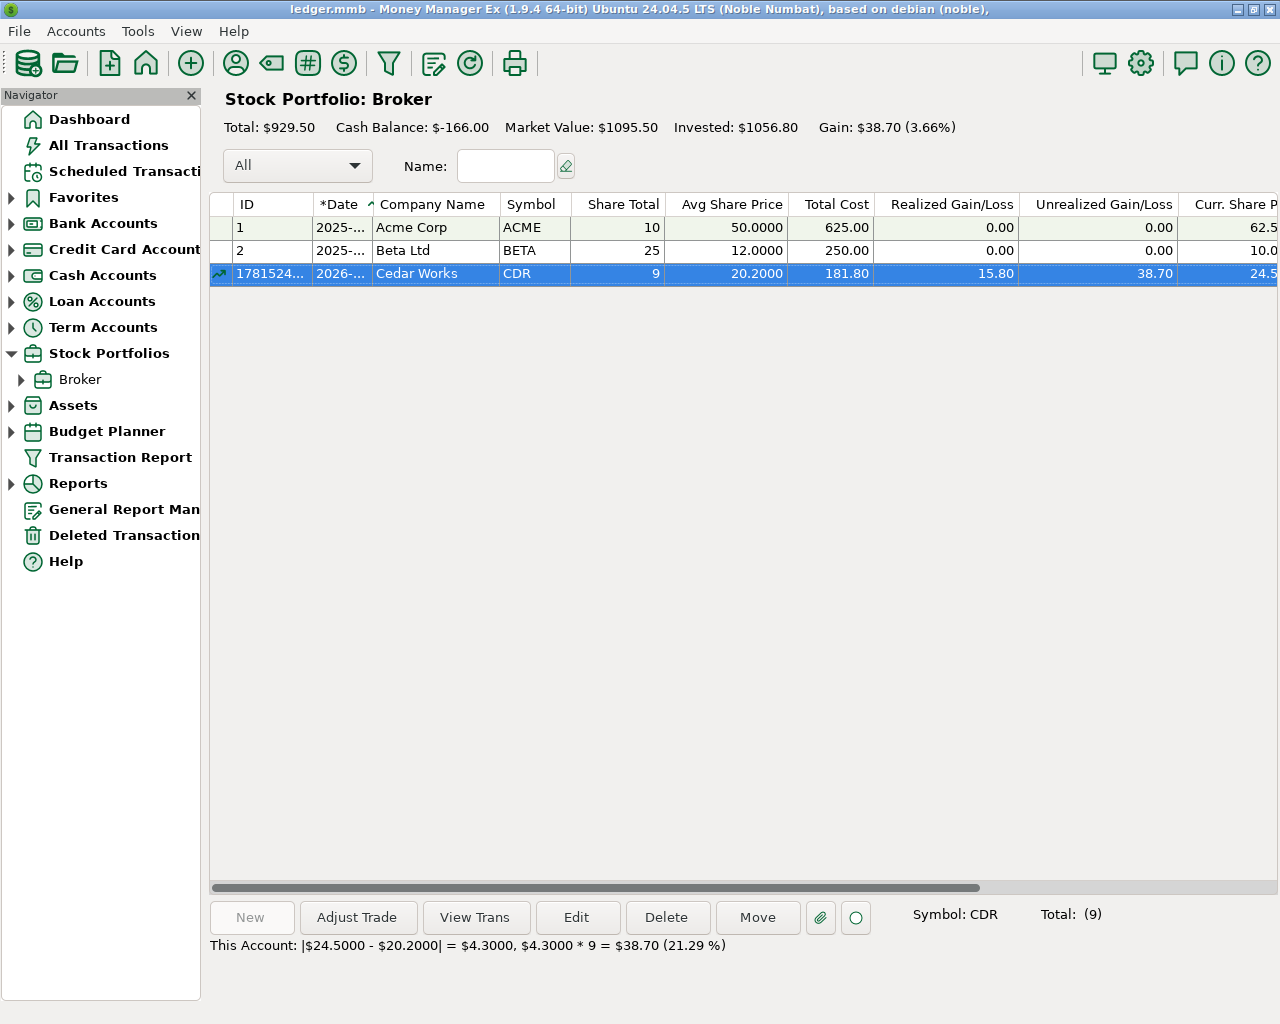 ledger.mmb - Money Manager Ex (1.9.4 64-bit) Ubuntu 24.04.5 LTS (Noble Numbat), based on debian (noble),
File Accounts Tools View Help
Navigator
Dashboard
All Transactions
Scheduled Transacti
Favorites
Bank Accounts
Credit Card Account
Cash Accounts
Loan Accounts
Term Accounts
Stock Portfolios
Broker
Assets
Budget Planner
Transaction Report
Reports
General Report Man
Deleted Transaction
Help
Stock Portfolio: Broker
Total: $929.50 Cash Balance: $-166.00 Market Value: $1095.50 Invested: $1056.80 Gain: $38.70 (3.66%)
All Name:
ID *Date Company Name Symbol Share Total Avg Share Price Total Cost Realized Gain/Loss Unrealized Gain/Loss Curr. Share P
1 2025-... Acme Corp ACME 10 50.0000 625.00 0.00 0.00 62.5
2 2025-... Beta Ltd BETA 25 12.0000 250.00 0.00 0.00 10.0
1781524... 2026-... Cedar Works CDR 9 20.2000 181.80 15.80 38.70 24.5
New Adjust Trade View Trans Edit Delete Move Symbol: CDR Total: (9)
This Account: |$24.5000 - $20.2000| = $4.3000, $4.3000 * 9 = $38.70 (21.29 %)